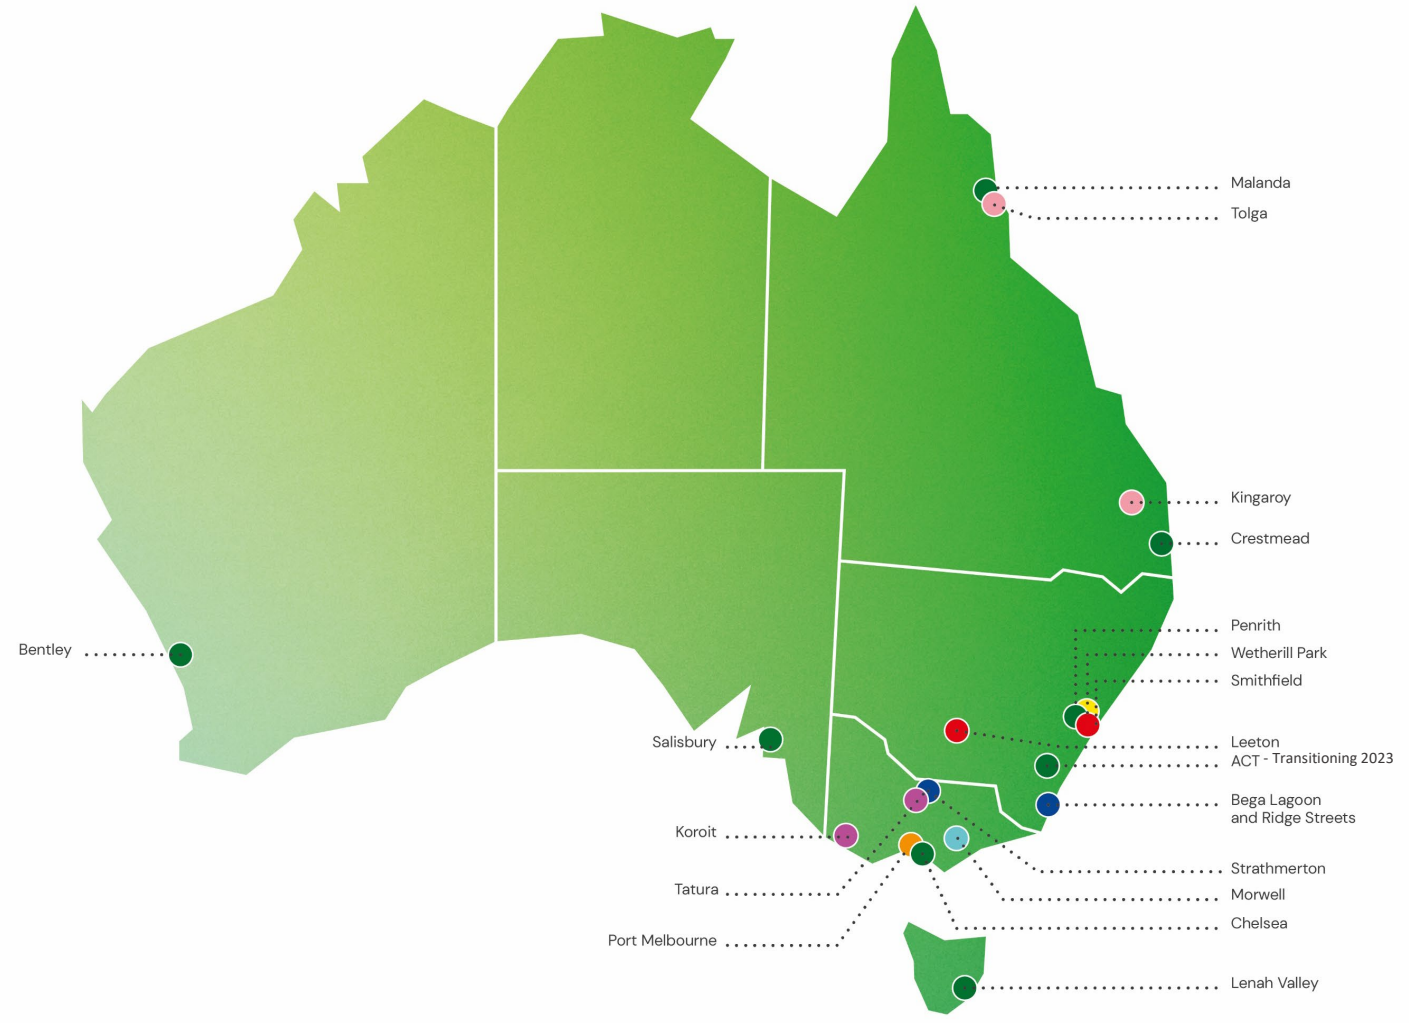 Malanda
Tolga
Kingaroy
Crestmead
Penrith
Wetherill Park
Smithfield
Bentley
Salisbury
Leeton
ACT - Transitioning 2023
Bega Lagoon
and Ridge Streets
Koroit
Strathmerton
Tatura
Morwell
Chelsea
Port Melbourne
Lenah Valley